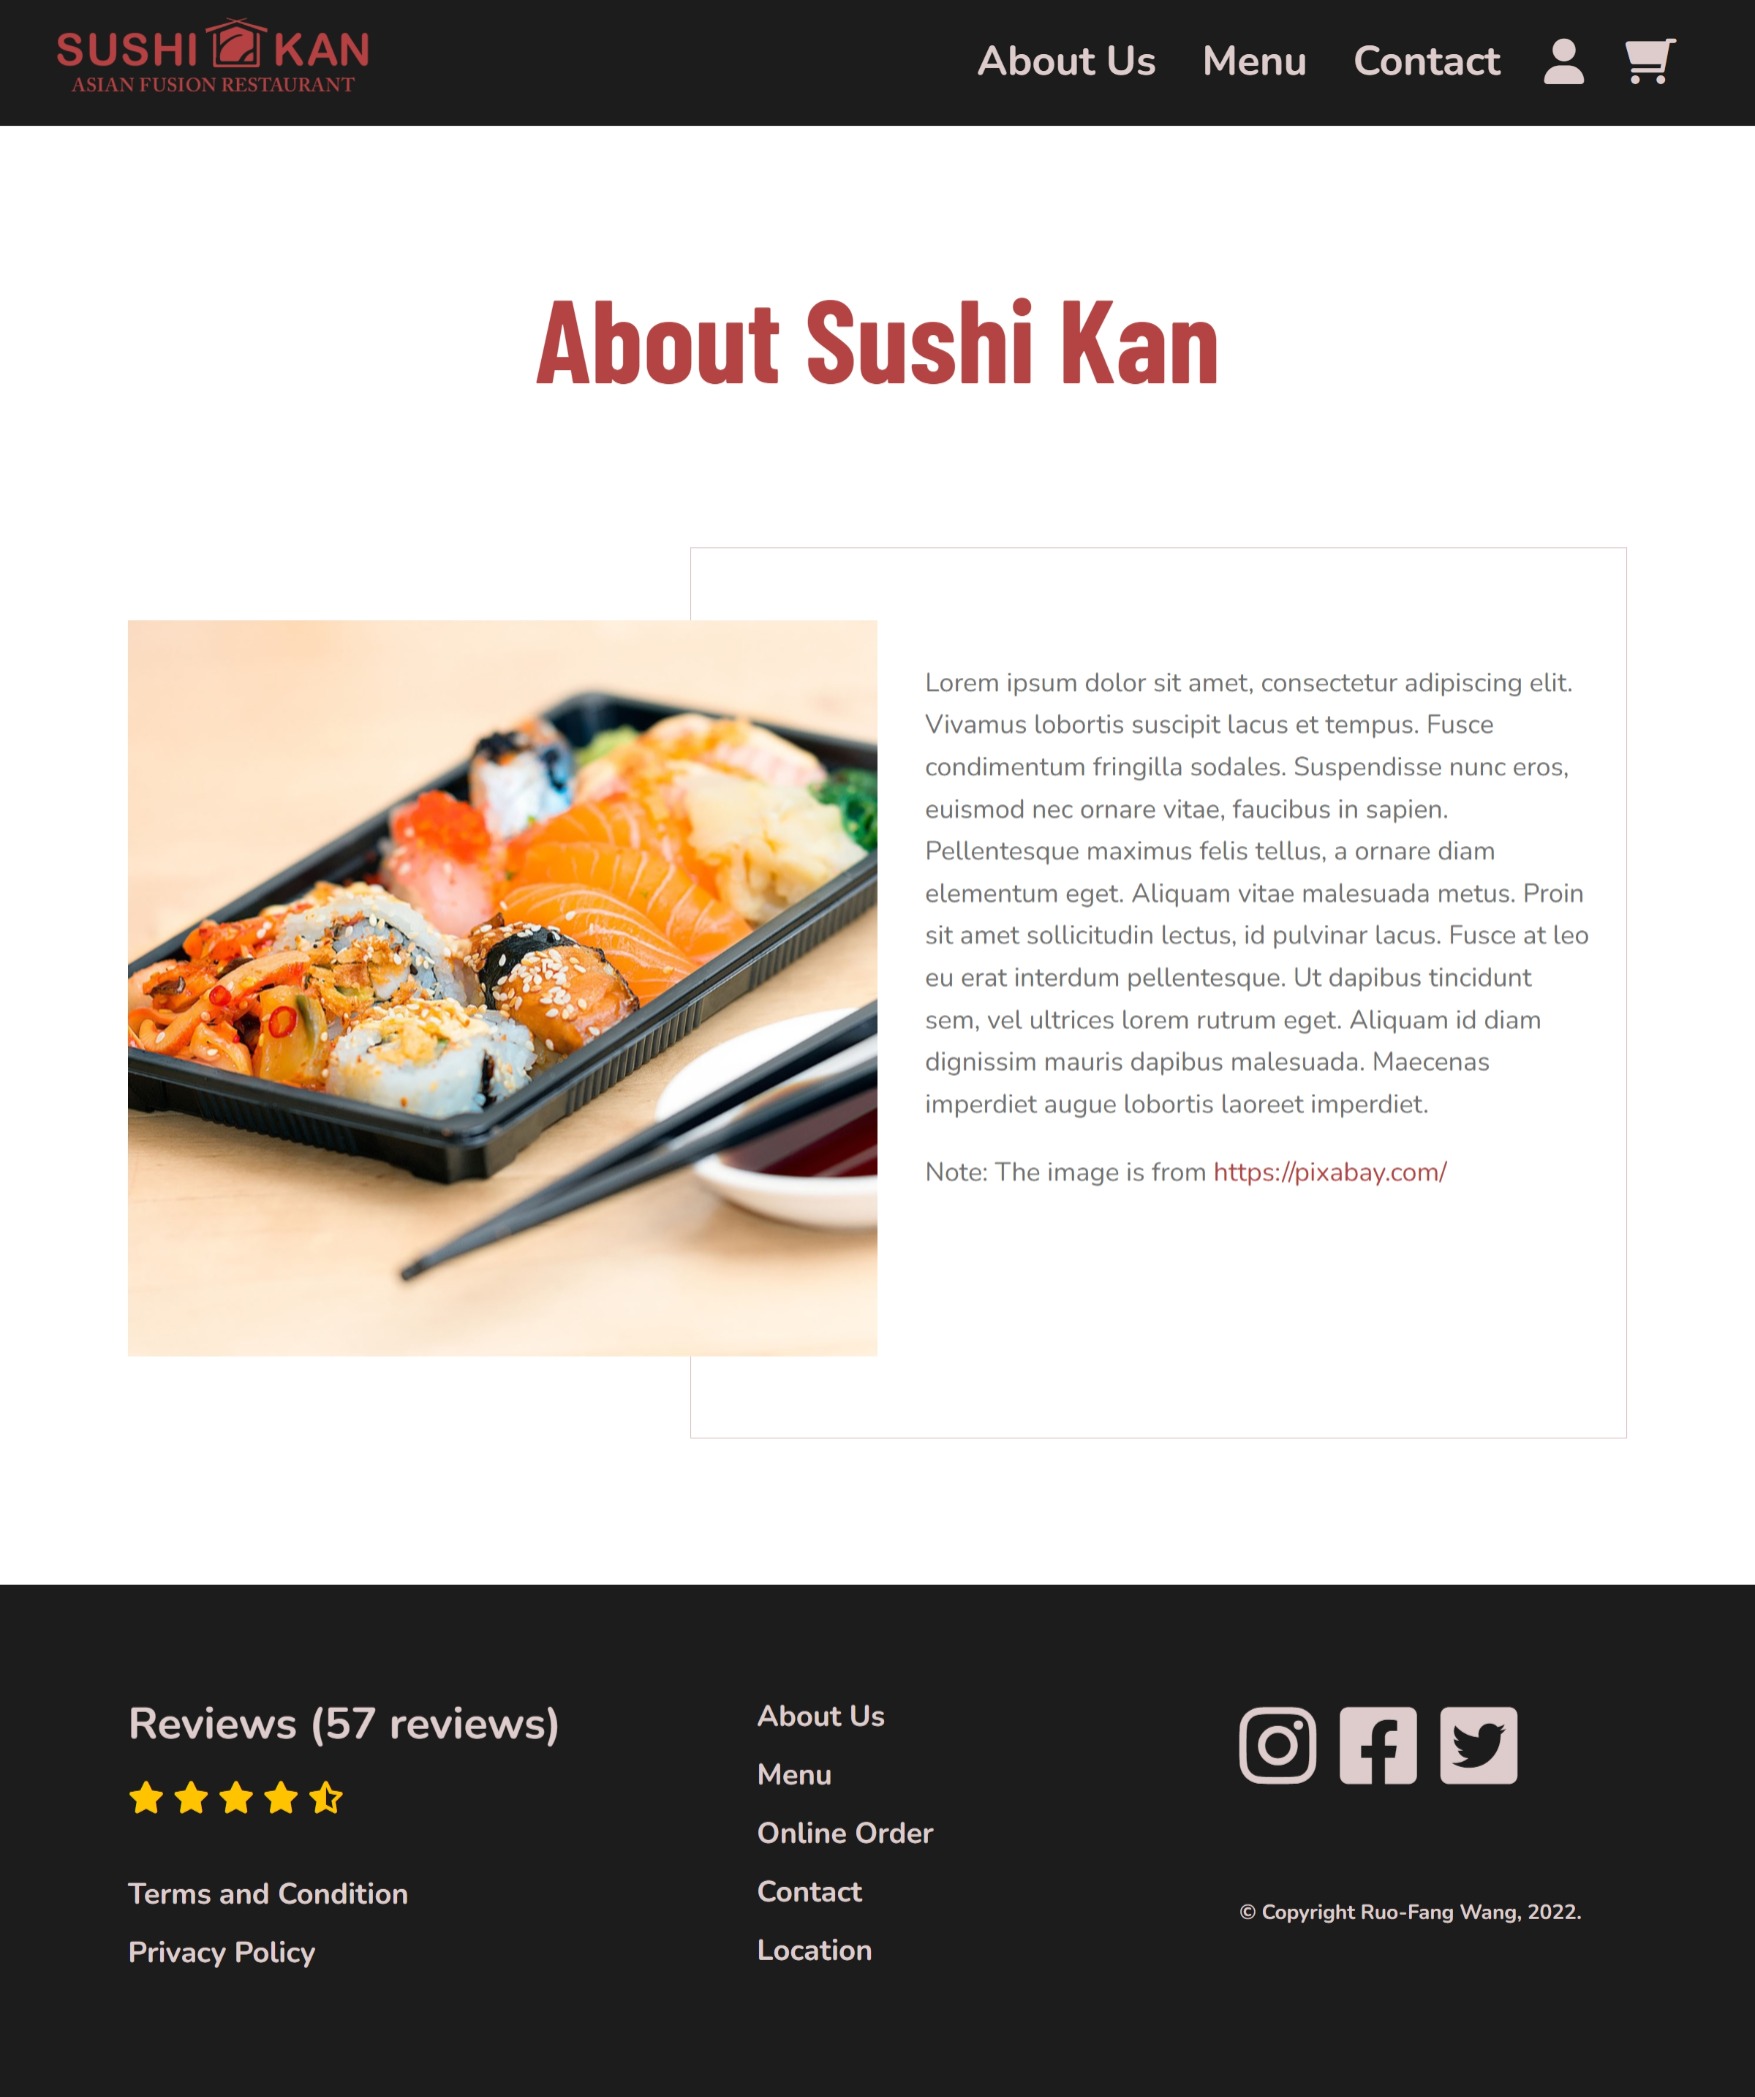 SUSHI KAN
ASIAN FUSION RESTAURANT
About Us Menu Contact
About Sushi Kan
Lorem ipsum dolor sit amet, consectetur adipiscing elit.
Vivamus lobortis suscipit lacus et tempus. Fusce
condimentum fringilla sodales. Suspendisse nunc eros,
euismod nec ornare vitae, faucibus in sapien.
Pellentesque maximus felis tellus, a ornare diam
elementum eget. Aliquam vitae malesuada metus. Proin
sit amet sollicitudin lectus, id pulvinar lacus. Fusce at leo
eu erat interdum pellentesque. Ut dapibus tincidunt
sem, vel ultrices lorem rutrum eget. Aliquam id diam
dignissim mauris dapibus malesuada. Maecenas
imperdiet augue lobortis laoreet imperdiet.
Note: The image is from https://pixabay.com/
Reviews (57 reviews)
Terms and Condition
Privacy Policy
About Us
Menu
Online Order
Contact
Location
© Copyright Ruo-Fang Wang, 2022.